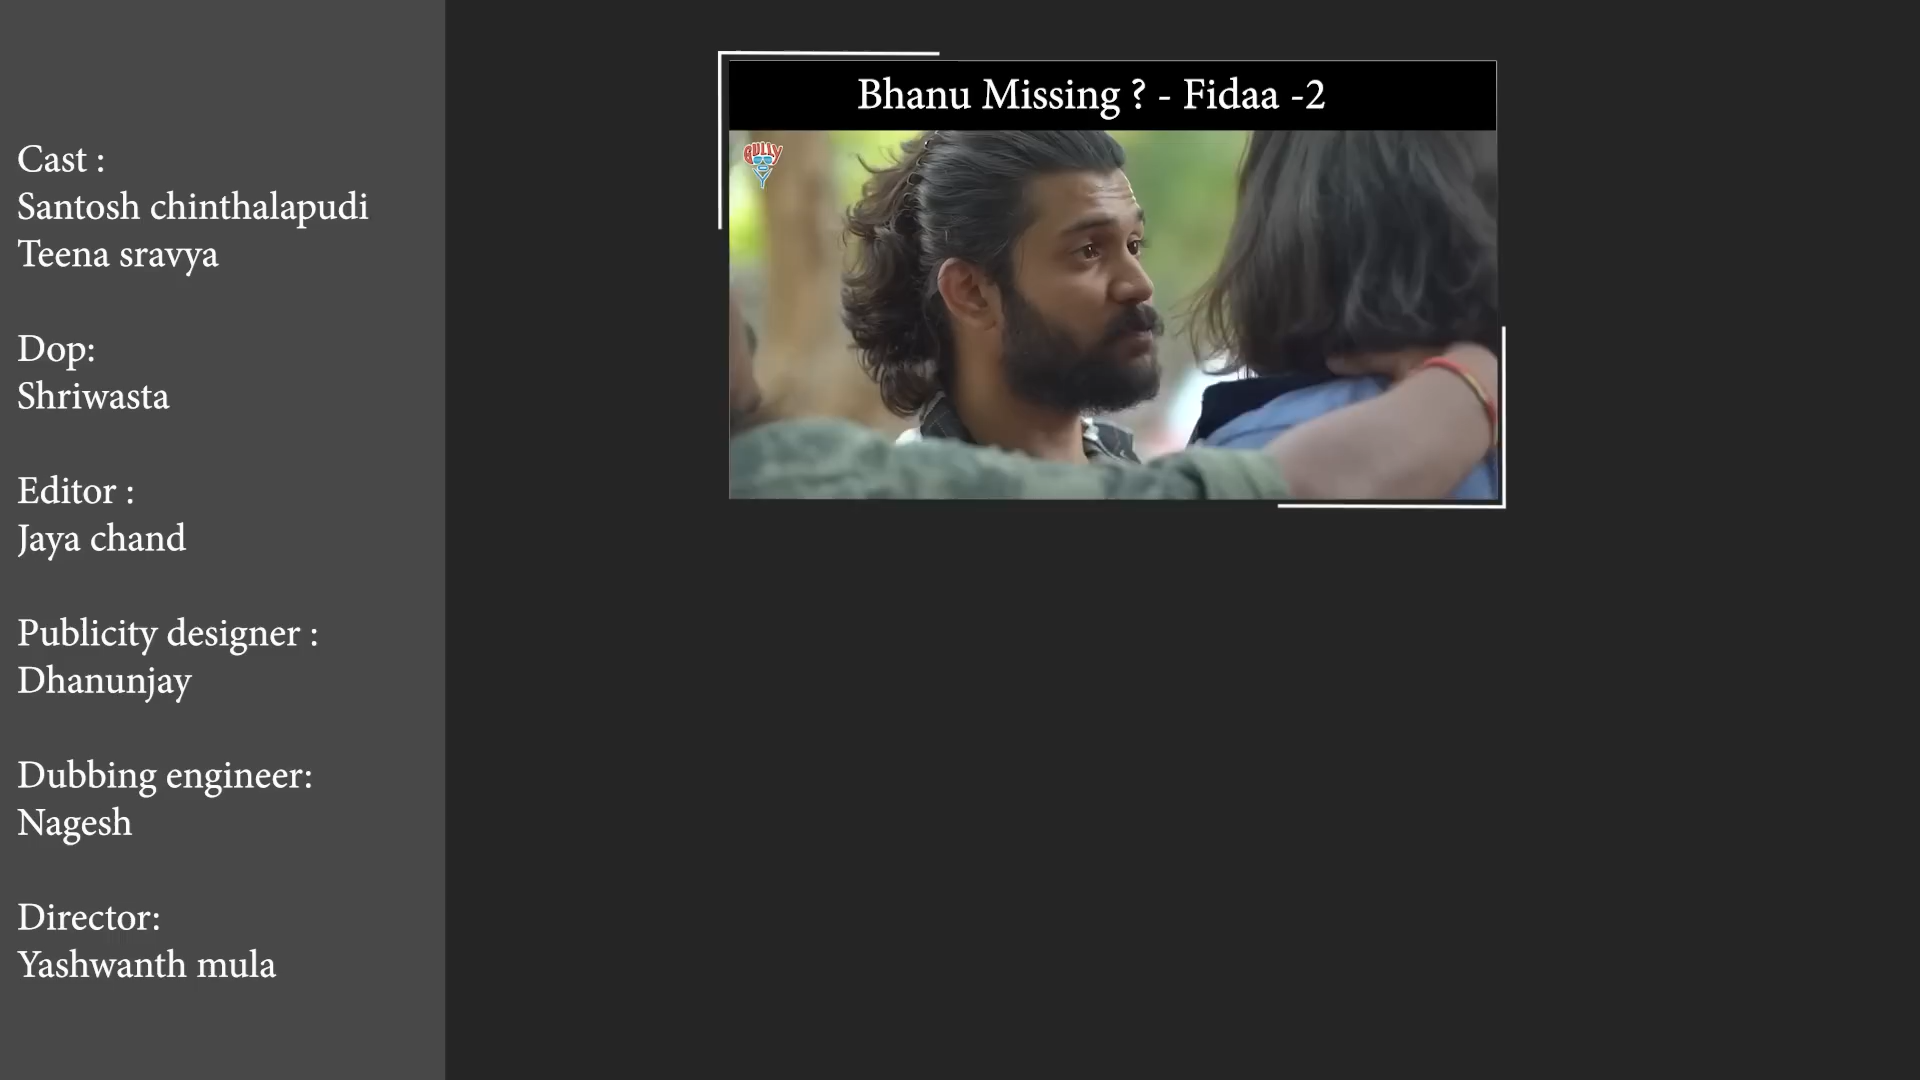 Cast :
Santosh chinthalapudi
Teena sravya
Dop:
Shriwasta
Editor :
Jaya chand
Publicity designer :
Dhanunjay
Dubbing engineer:
Nagesh
Director:
Yashwanth mula
Bhanu Missing ? - Fidaa -2
BULLY